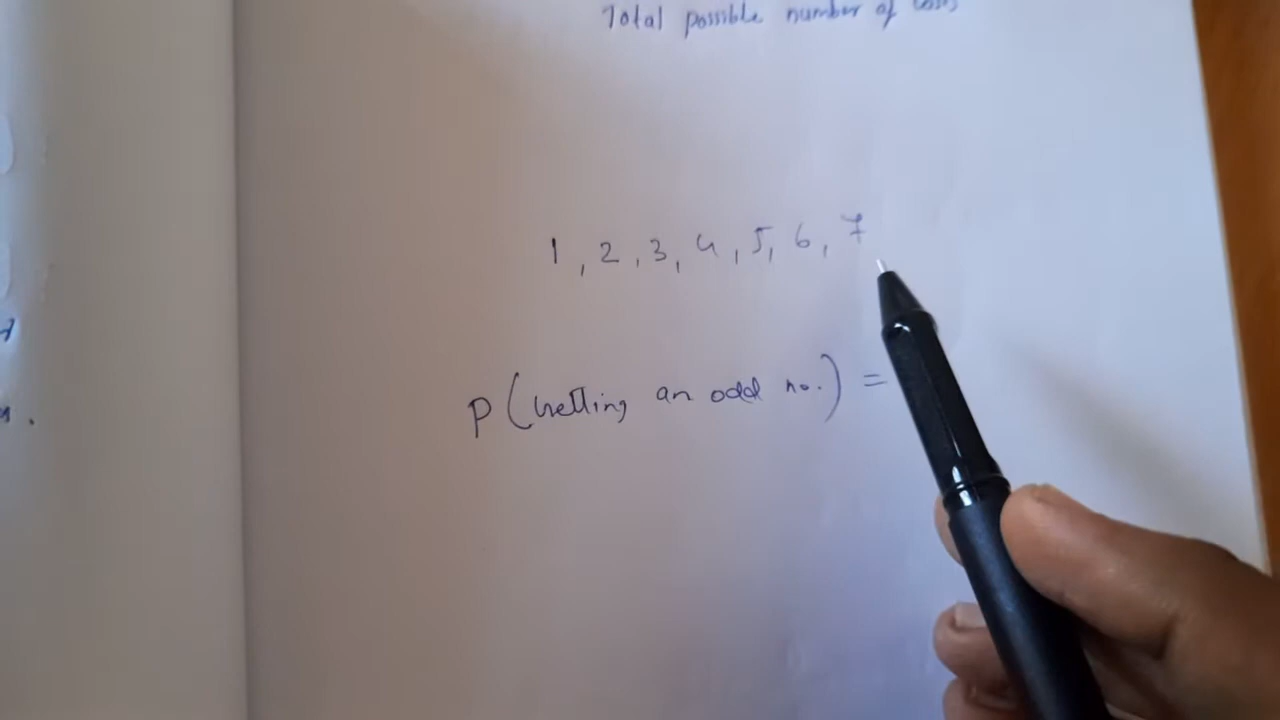 Total possible number of
1, 2, 3, 4, 5, 6, 7
P(Getting an odd no.) =